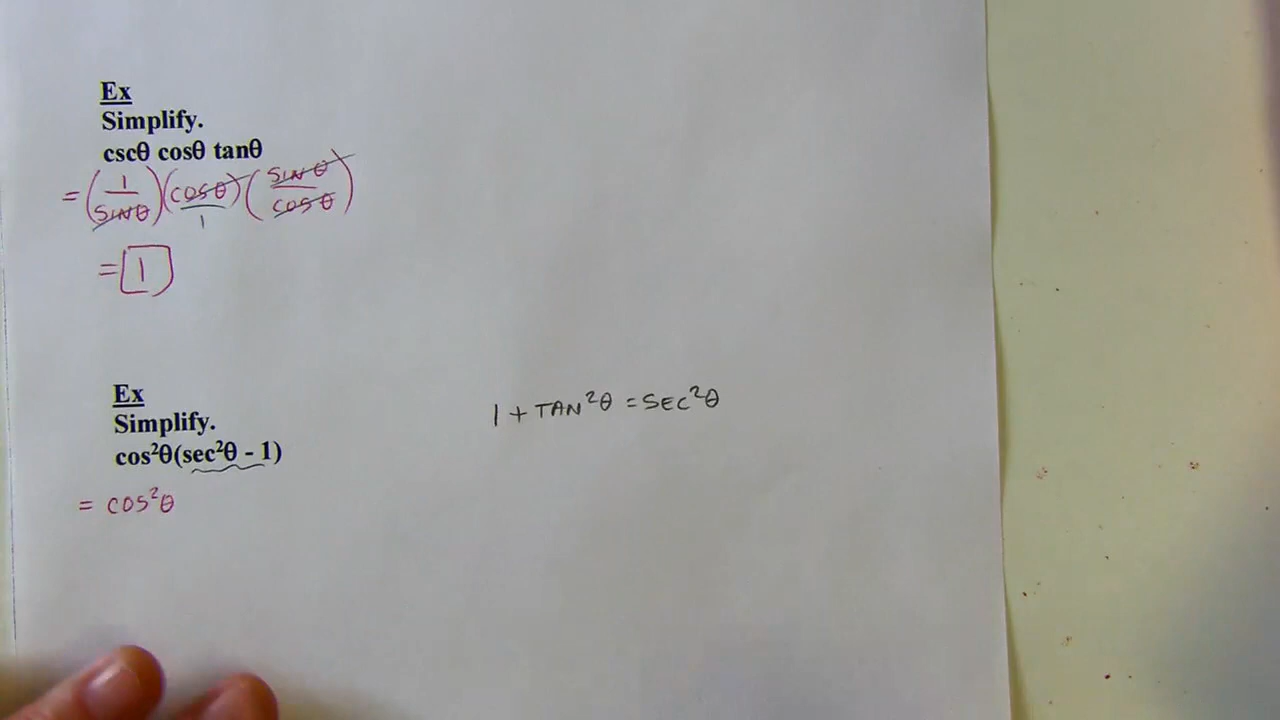 Ex
Simplify.
cscθ cosθ tanθ
= (1/sinθ)(cosθ/1)(sinθ/cosθ)
= 1
Ex
Simplify.
cos²θ(sec²θ - 1)
1 + TAN²θ = SEC²θ
= cos²θ